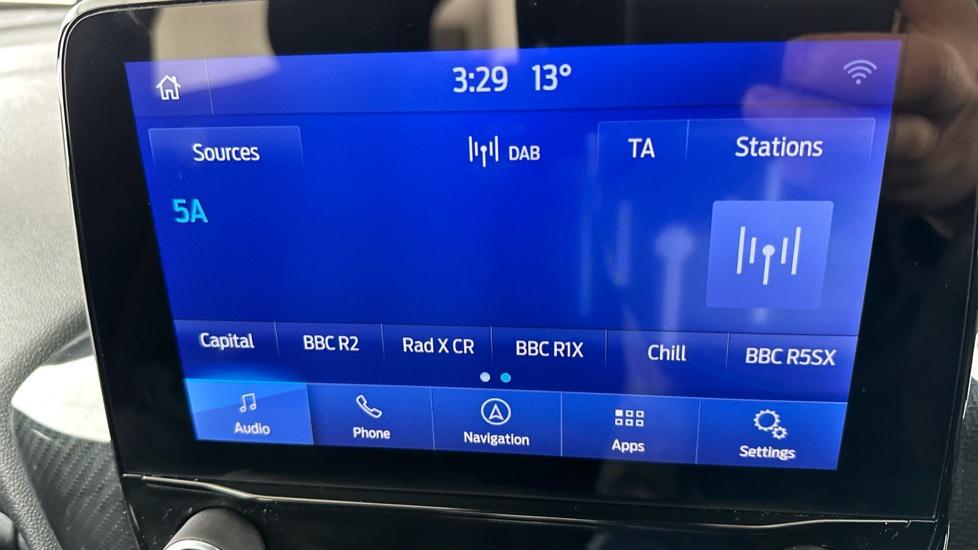 3:29 13°
Sources DAB TA Stations
5A
Capital BBC R2 Rad X CR BBC R1X Chill BBC R5SX
Audio Phone Navigation Apps Settings